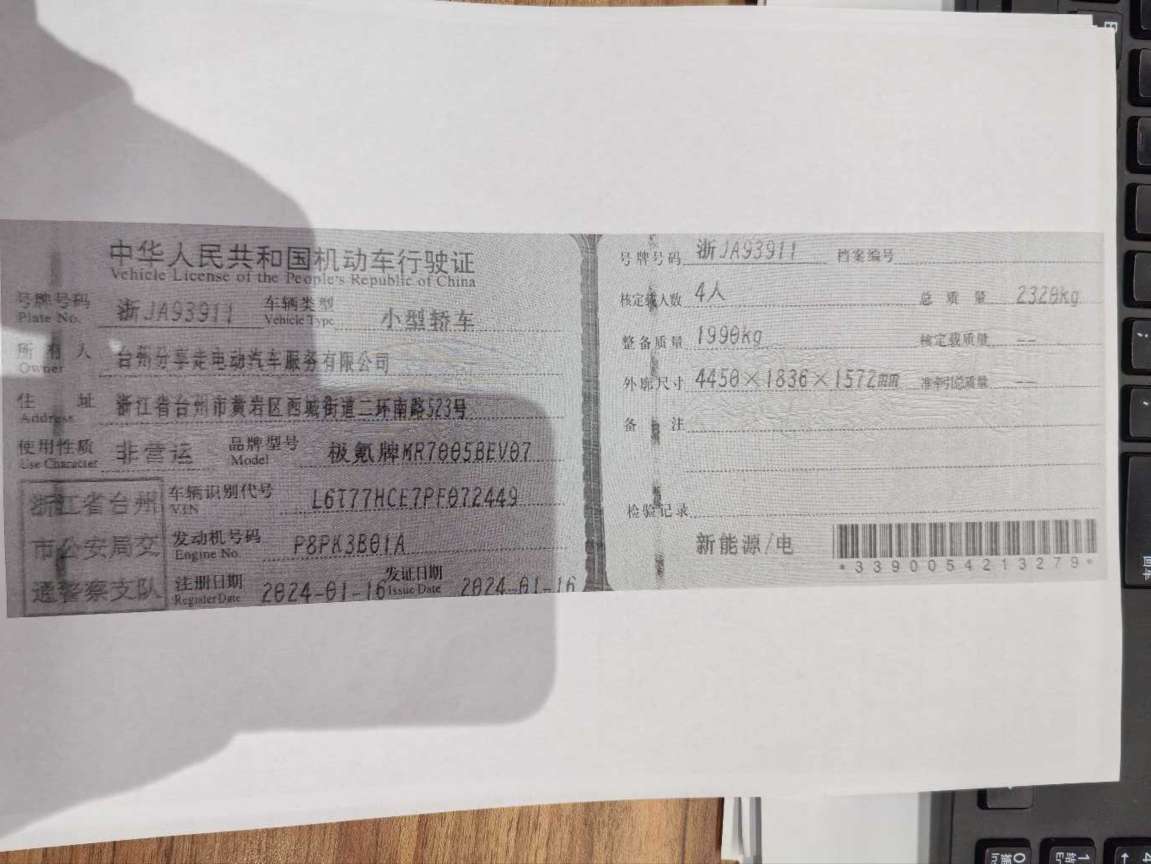 中华人民共和国机动车行驶证
Vehicle License of the People's Republic of China
号牌号码 浙JA93911 车辆类型 小型轿车
Plate No. Vehicle Type
所有人 台州分享走电动汽车服务有限公司
Owner
住址 浙江省台州市黄岩区西城街道二环南路523号
Address
使用性质 非营运 品牌型号 极氪牌MR7005BEV07
Use Character Model
浙江省台州
市公安局交
通警察支队
车辆识别代号 L6T77HCE7PF072449
VIN
发动机号码 P8PK3B01A
Engine No.
注册日期 2024-01-16 发证日期 2024-01-16
Register Date Issue Date
号牌号码 浙JA93911 档案编号
核定载人数 4人 总质量 2320kg
整备质量 1990kg 核定载质量 --
外廓尺寸 4450×1836×1572mm 准牵引总质量 --
备注
检验记录
新能源/电
*3390054213279*